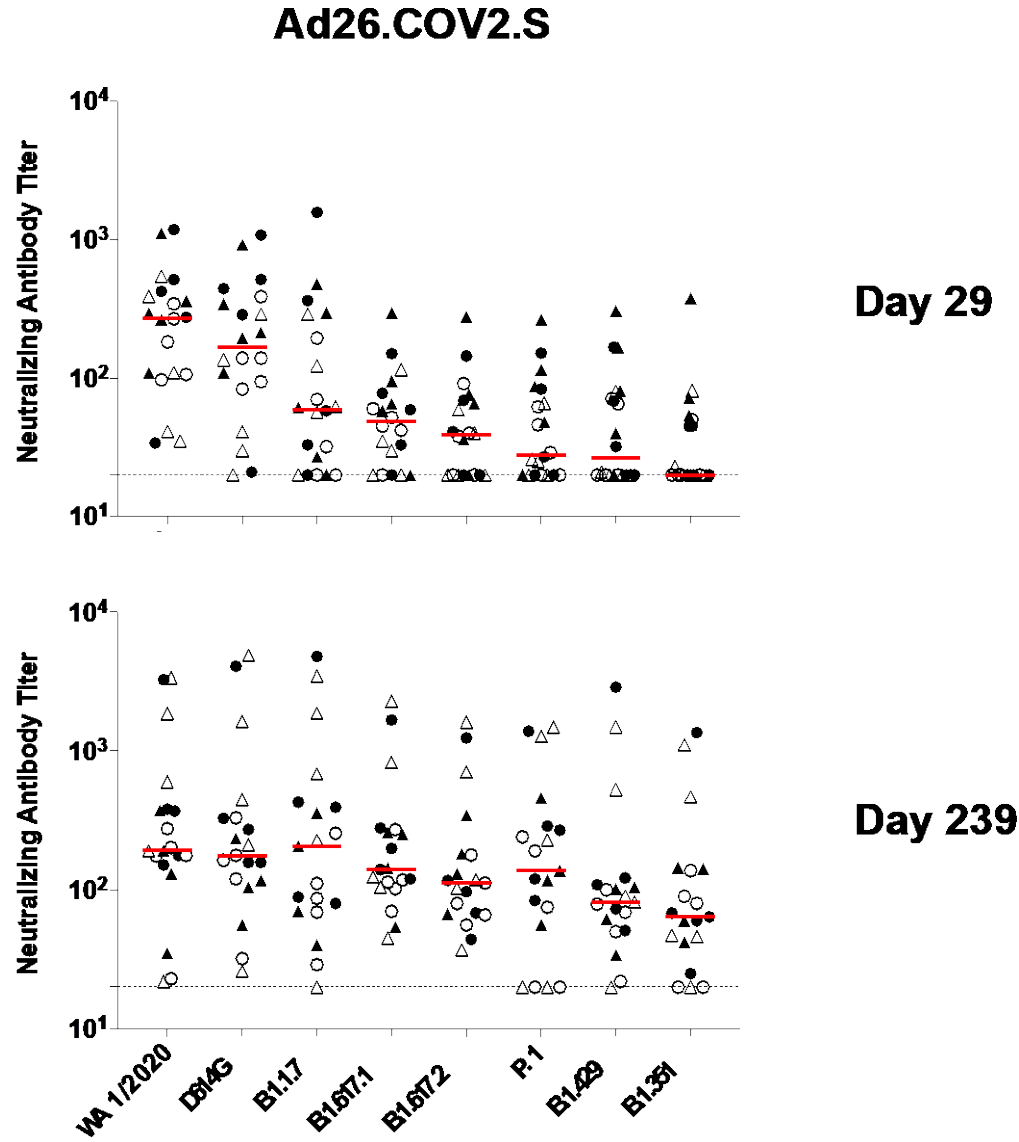 Ad26.COV2.S
Neutralizing Antibody Titer
10⁴
10³
10²
10¹
Day 29
Neutralizing Antibody Titer
10⁴
10³
10²
10¹
Day 239
WA 1/2020
D614G
B.1.1.7
B.1.617.1
B.1.617.2
P.1
B.1.429
B.1.351